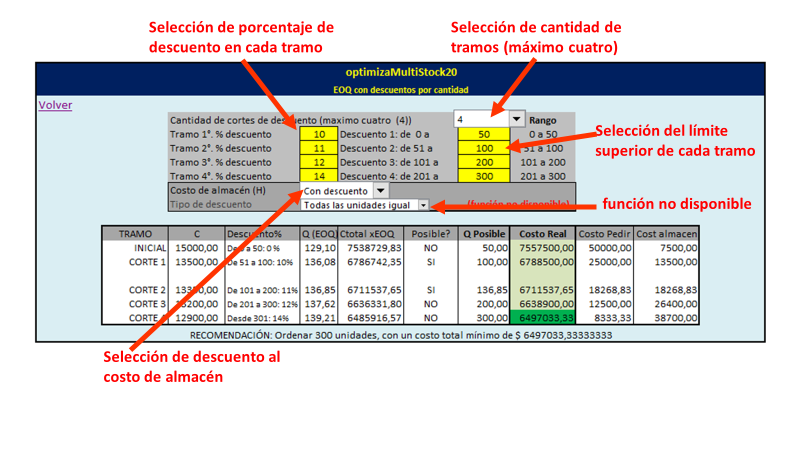 Selección de porcentaje de
descuento en cada tramo
Selección de cantidad de
tramos (máximo cuatro)
optimizaMultiStock20
EOQ con descuentos por cantidad
Volver
Cantidad de cortes de descuento (maximo cuatro (4)) 4 Rango
Tramo 1°. % descuento 10 Descuento 1: de 0 a 50 0 a 50
Tramo 2°. % descuento 11 Descuento 2: de 51 a 100 51 a 100
Tramo 3°. % descuento 12 Descuento 3: de 101 a 200 101 a 200
Tramo 4°. % descuento 14 Descuento 4: de 201 a 300 201 a 300
Selección del límite
superior de cada tramo
Costo de almacén (H) Con descuento
Tipo de descuento Todas las unidades igual (función no disponible)
función no disponible
TRAMO C Descuento% Q (EOQ) Ctotal xEOQ Posible? Q Posible Costo Real Costo Pedir Cost almacen
INICIAL 15000,00 De 0 a 50: 0 % 129,10 7538729,83 NO 50,00 7557500,00 50000,00 7500,00
CORTE 1 13500,00 De 51 a 100: 10% 136,08 6786742,35 SI 100,00 6788500,00 25000,00 13500,00
CORTE 2 13350,00 De 101 a 200: 11% 136,85 6711537,65 SI 136,85 6711537,65 18268,83 18268,83
CORTE 3 13200,00 De 201 a 300: 12% 137,62 6636331,80 NO 200,00 6638900,00 12500,00 26400,00
CORTE 4 12900,00 Desde 301: 14% 139,21 6485916,57 NO 300,00 6497033,33 8333,33 38700,00
RECOMENDACIÓN: Ordenar 300 unidades, con un costo total mínimo de $ 6497033,33333333
Selección de descuento al
costo de almacén